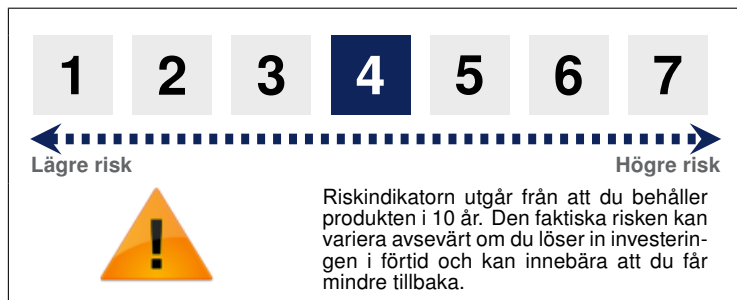 1 2 3 4 5 6 7
Lägre risk Högre risk
Riskindikatorn utgår från att du behåller
produkten i 10 år. Den faktiska risken kan
variera avsevärt om du löser in investerin-
gen i förtid och kan innebära att du får
mindre tillbaka.